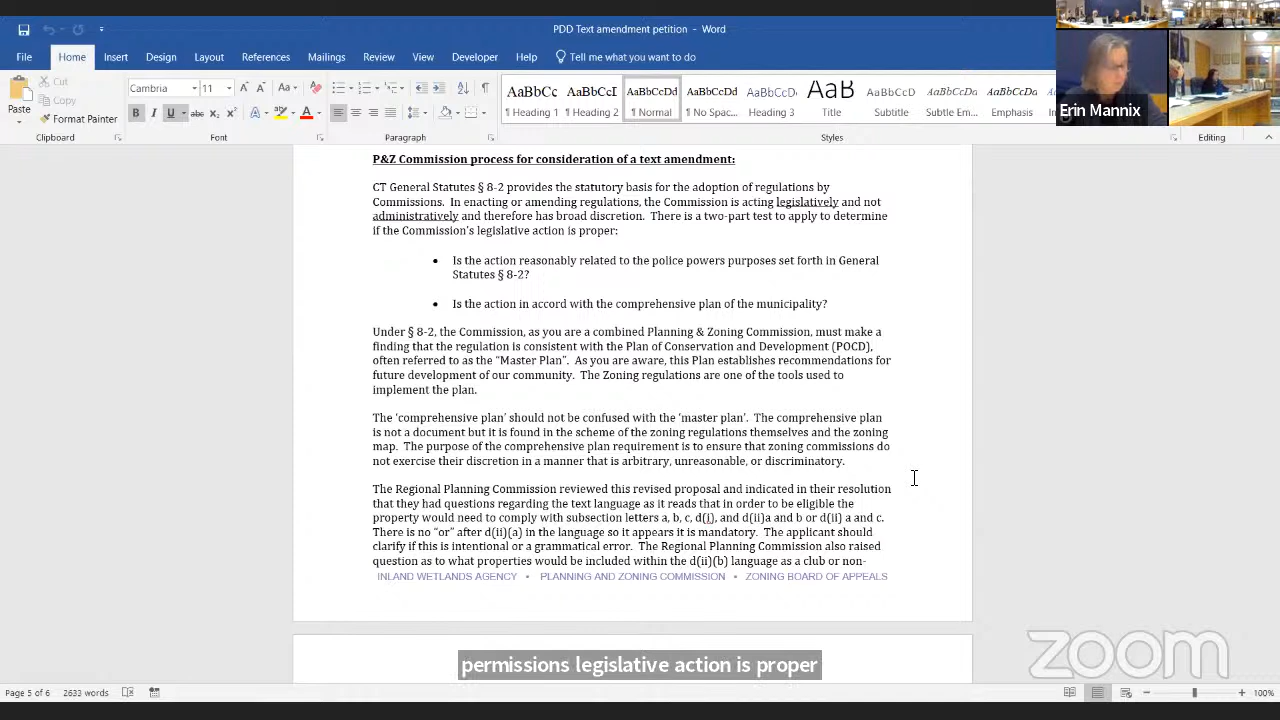 PDD Text amendment petition - Word
File Home Insert Design Layout References Mailings Review View Developer Help Tell me what you want to do
Paste
Cut
Copy
Format Painter
Cambria 11 Aa
B I U abc x₂ x² A A
AaBbCc AaBbCcI AaBbCcDd AaBbCcDd AaBbCcD AaBb AaBbCcDd AaBbCcDd AaBbCcDd
¶ Heading 1 ¶ Heading 2 ¶ Normal ¶ No Spac... Heading 3 Title Subtitle Subtle Em... Emphasis
Clipboard Font Paragraph Styles Editing
Erin Mannix
P&Z Commission process for consideration of a text amendment:
CT General Statutes § 8-2 provides the statutory basis for the adoption of regulations by
Commissions. In enacting or amending regulations, the Commission is acting legislatively and not
administratively and therefore has broad discretion. There is a two-part test to apply to determine
if the Commission's legislative action is proper:
• Is the action reasonably related to the police powers purposes set forth in General
Statutes § 8-2?
• Is the action in accord with the comprehensive plan of the municipality?
Under § 8-2, the Commission, as you are a combined Planning & Zoning Commission, must make a
finding that the regulation is consistent with the Plan of Conservation and Development (POCD),
often referred to as the "Master Plan". As you are aware, this Plan establishes recommendations for
future development of our community. The Zoning regulations are one of the tools used to
implement the plan.
The 'comprehensive plan' should not be confused with the 'master plan'. The comprehensive plan
is not a document but it is found in the scheme of the zoning regulations themselves and the zoning
map. The purpose of the comprehensive plan requirement is to ensure that zoning commissions do
not exercise their discretion in a manner that is arbitrary, unreasonable, or discriminatory.
The Regional Planning Commission reviewed this revised proposal and indicated in their resolution
that they had questions regarding the text language as it reads that in order to be eligible the
property would need to comply with subsection letters a, b, c, d(i), and d(ii)a and b or d(ii) a and c.
There is no "or" after d(ii)(a) in the language so it appears it is mandatory. The applicant should
clarify if this is intentional or a grammatical error. The Regional Planning Commission also raised
question as to what properties would be included within the d(ii)(b) language as a club or non-
INLAND WETLANDS AGENCY • PLANNING AND ZONING COMMISSION • ZONING BOARD OF APPEALS
zoom
permissions legislative action is proper
Page 5 of 6 2633 words 100%